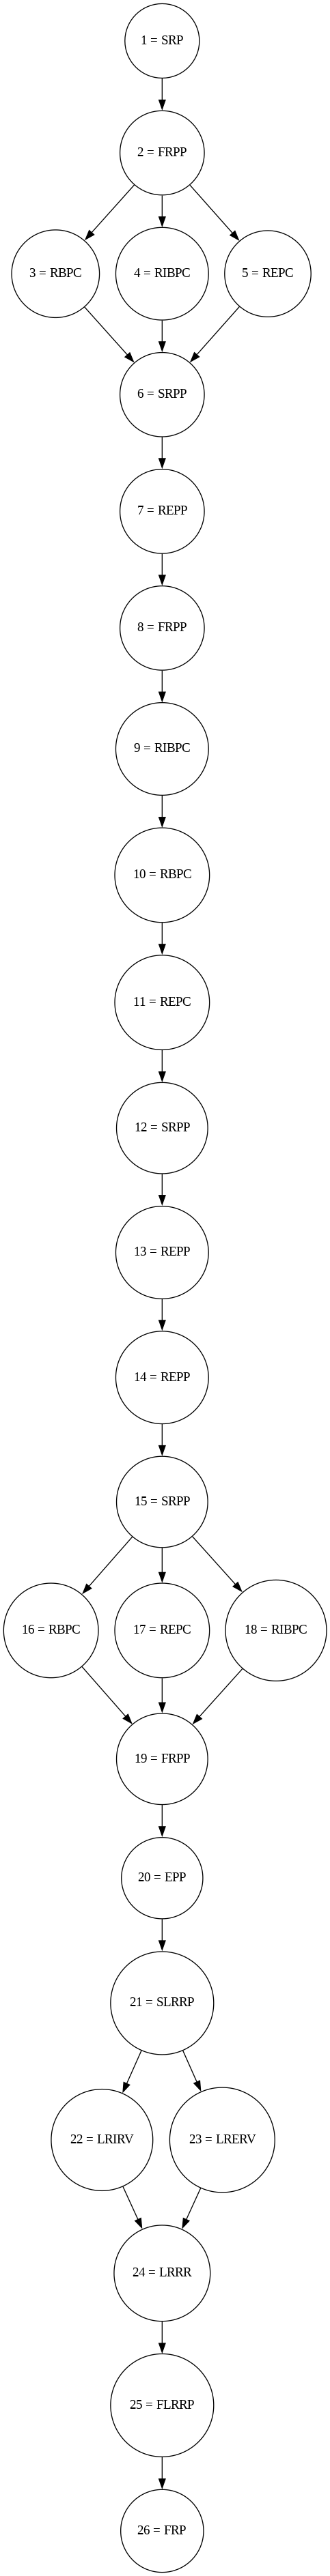 1 = SRP
2 = FRPP
3 = RBPC
4 = RIBPC
5 = REPC
6 = SRPP
7 = REPP
8 = FRPP
9 = RIBPC
10 = RBPC
11 = REPC
12 = SRPP
13 = REPP
14 = REPP
15 = SRPP
16 = RBPC
17 = REPC
18 = RIBPC
19 = FRPP
20 = EPP
21 = SLRRP
22 = LRIRV
23 = LRERV
24 = LRRR
25 = FLRRP
26 = FRP